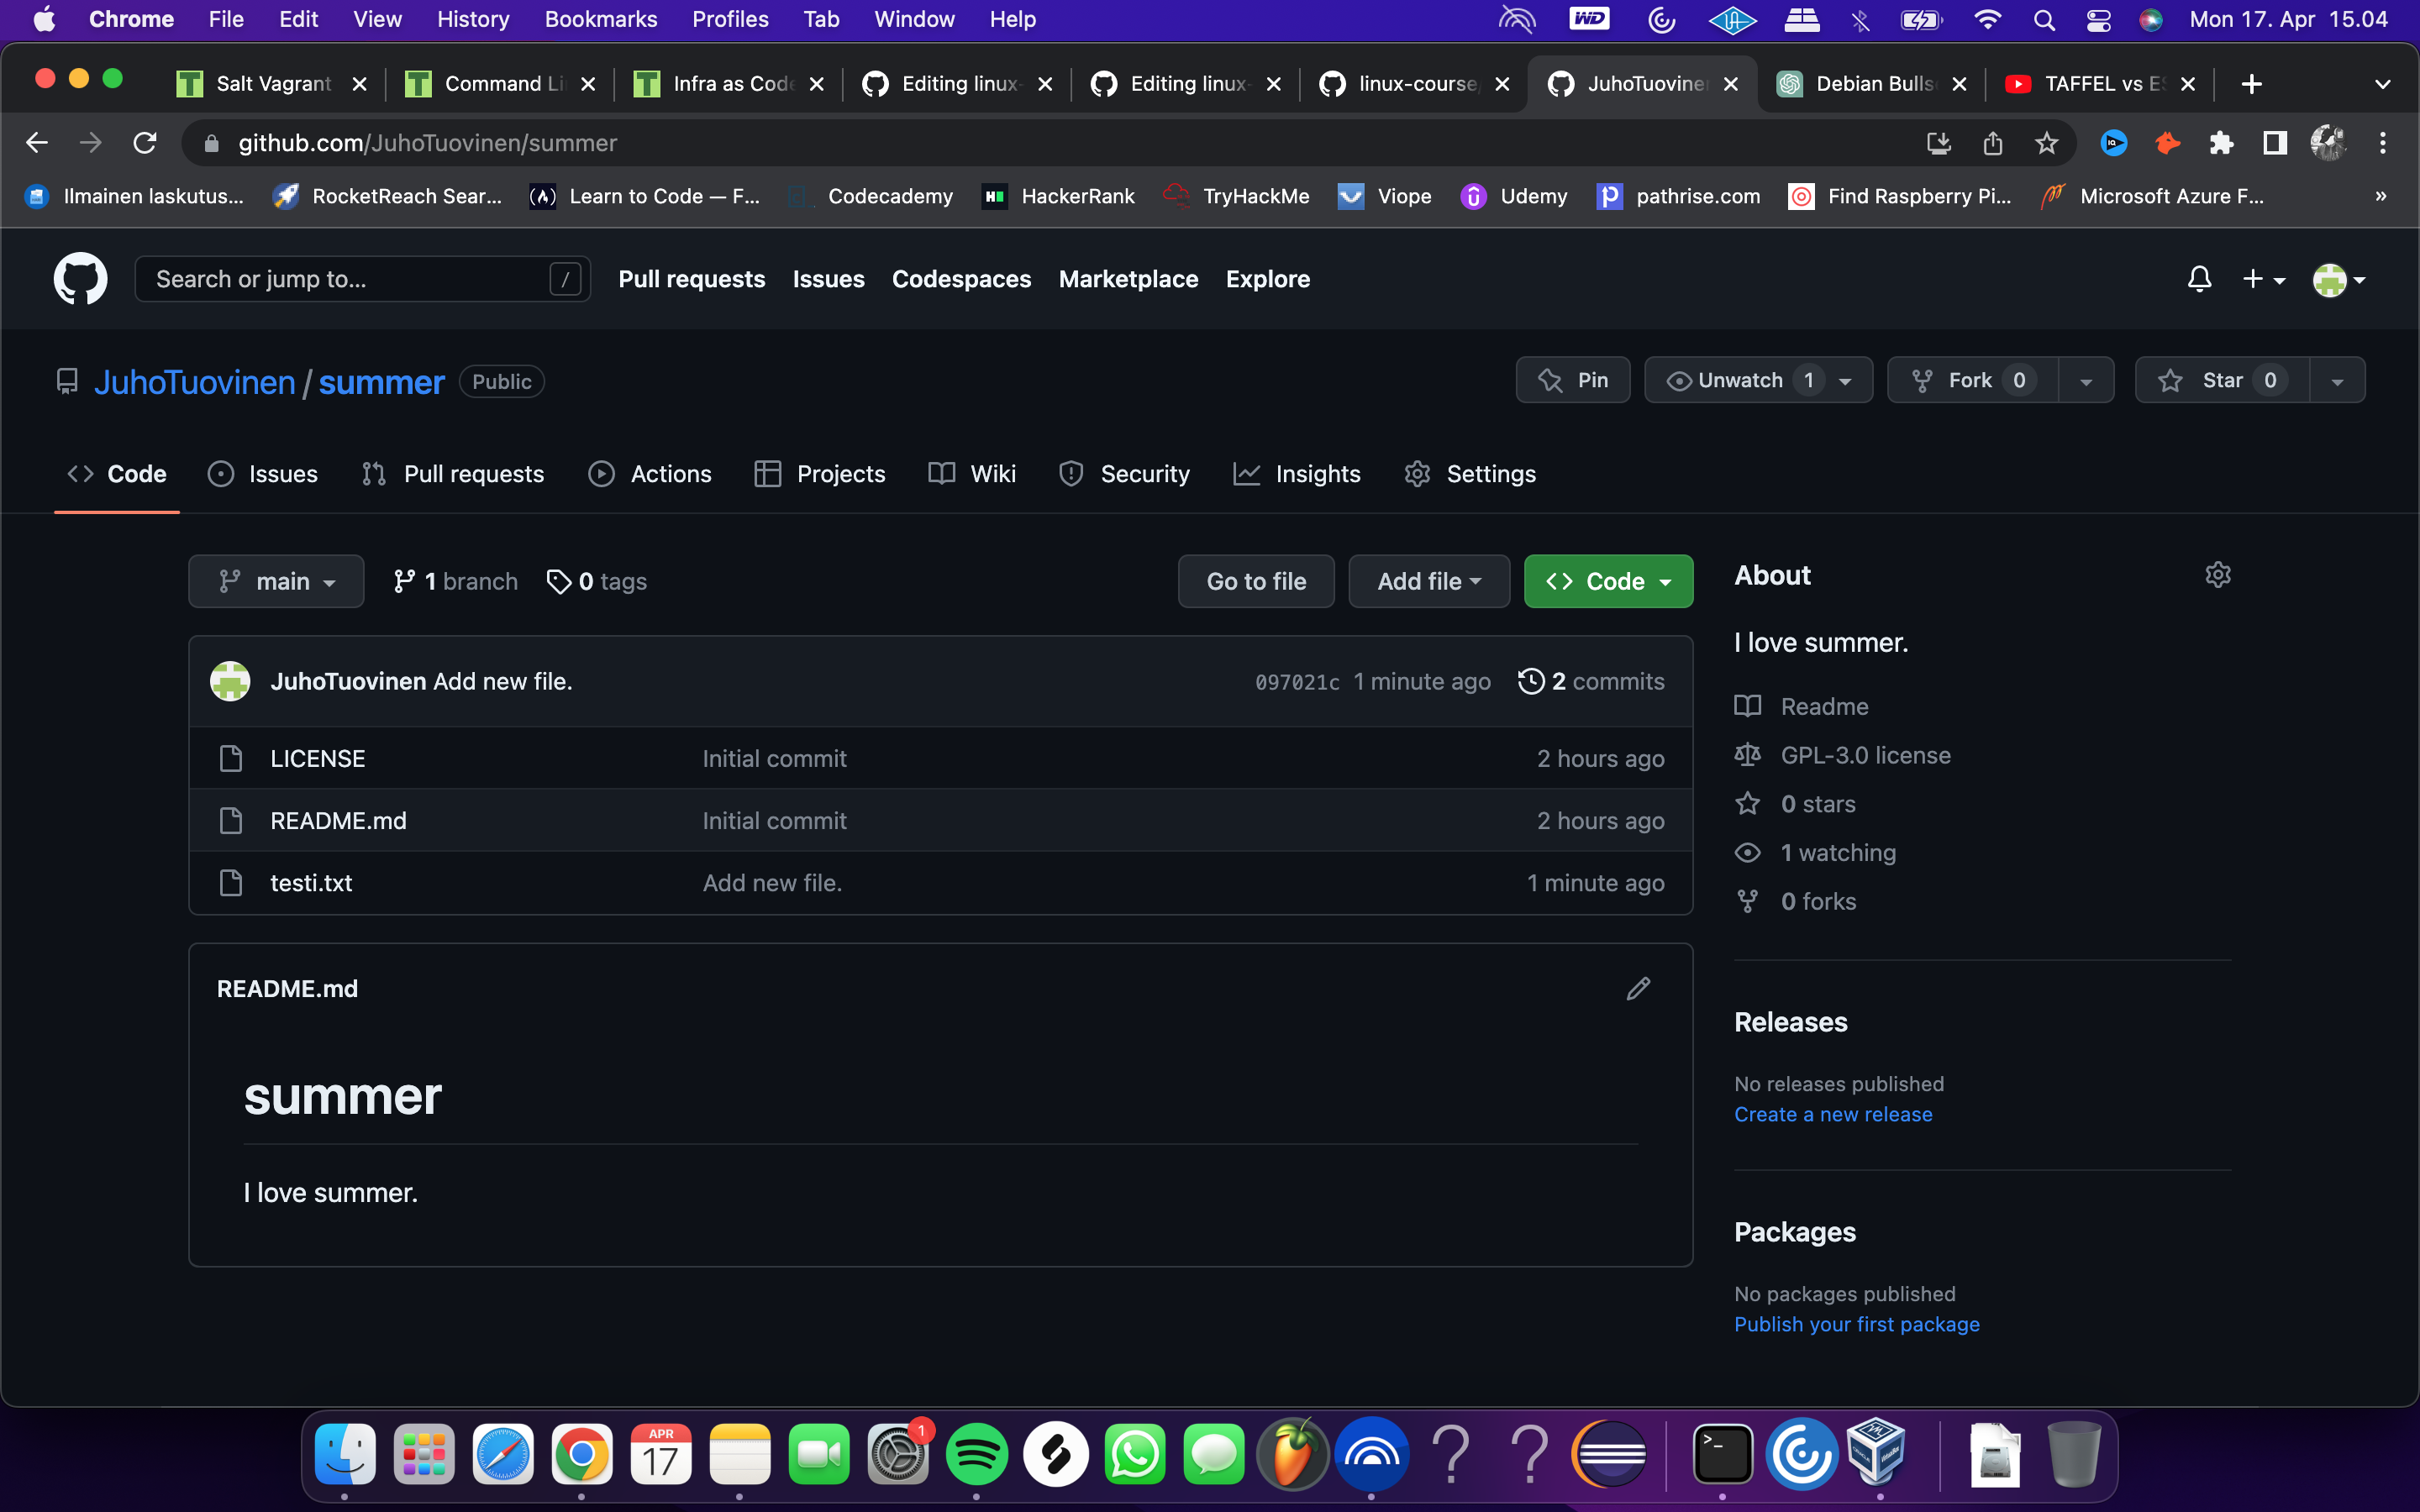 Chrome File Edit View History Bookmarks Profiles Tab Window Help WD Mon 17. Apr 15.04
Salt Vagrant Command Li Infra as Code Editing linux- Editing linux- linux-course JuhoTuovine Debian Bulls TAFFEL vs ES
github.com/JuhoTuovinen/summer
Ilmainen laskutus... RocketReach Sear... Learn to Code — F... Codecademy HackerRank TryHackMe Viope Udemy pathrise.com Find Raspberry Pi... Microsoft Azure F... »
Search or jump to... / Pull requests Issues Codespaces Marketplace Explore
JuhoTuovinen / summer Public Pin Unwatch 1 Fork 0 Star 0
Code Issues Pull requests Actions Projects Wiki Security Insights Settings
main 1 branch 0 tags Go to file Add file Code
JuhoTuovinen Add new file. 097021c 1 minute ago 2 commits
LICENSE Initial commit 2 hours ago
README.md Initial commit 2 hours ago
testi.txt Add new file. 1 minute ago
README.md
summer
I love summer.
About
I love summer.
Readme
GPL-3.0 license
0 stars
1 watching
0 forks
Releases
No releases published
Create a new release
Packages
No packages published
Publish your first package
APR
17
1